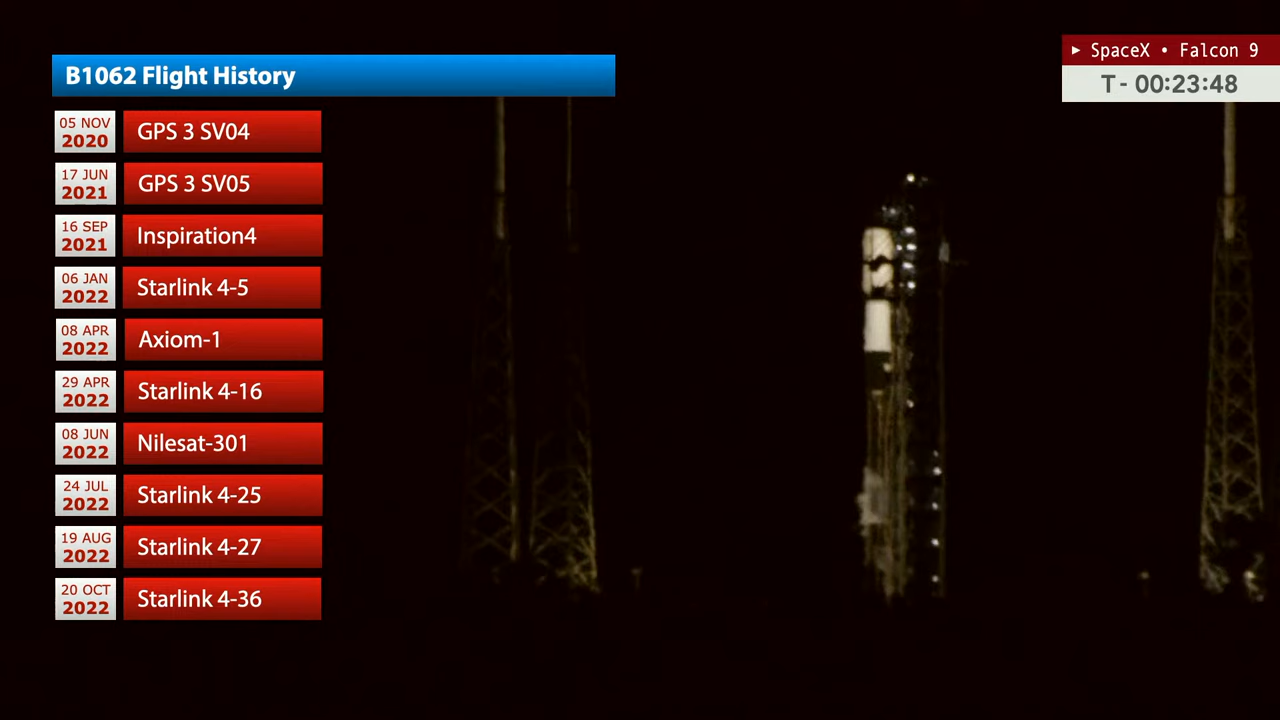 B1062 Flight History
▸ SpaceX • Falcon 9
T- 00:23:48
05 NOV
2020
GPS 3 SV04
17 JUN
2021
GPS 3 SV05
16 SEP
2021
Inspiration4
06 JAN
2022
Starlink 4-5
08 APR
2022
Axiom-1
29 APR
2022
Starlink 4-16
08 JUN
2022
Nilesat-301
24 JUL
2022
Starlink 4-25
19 AUG
2022
Starlink 4-27
20 OCT
2022
Starlink 4-36